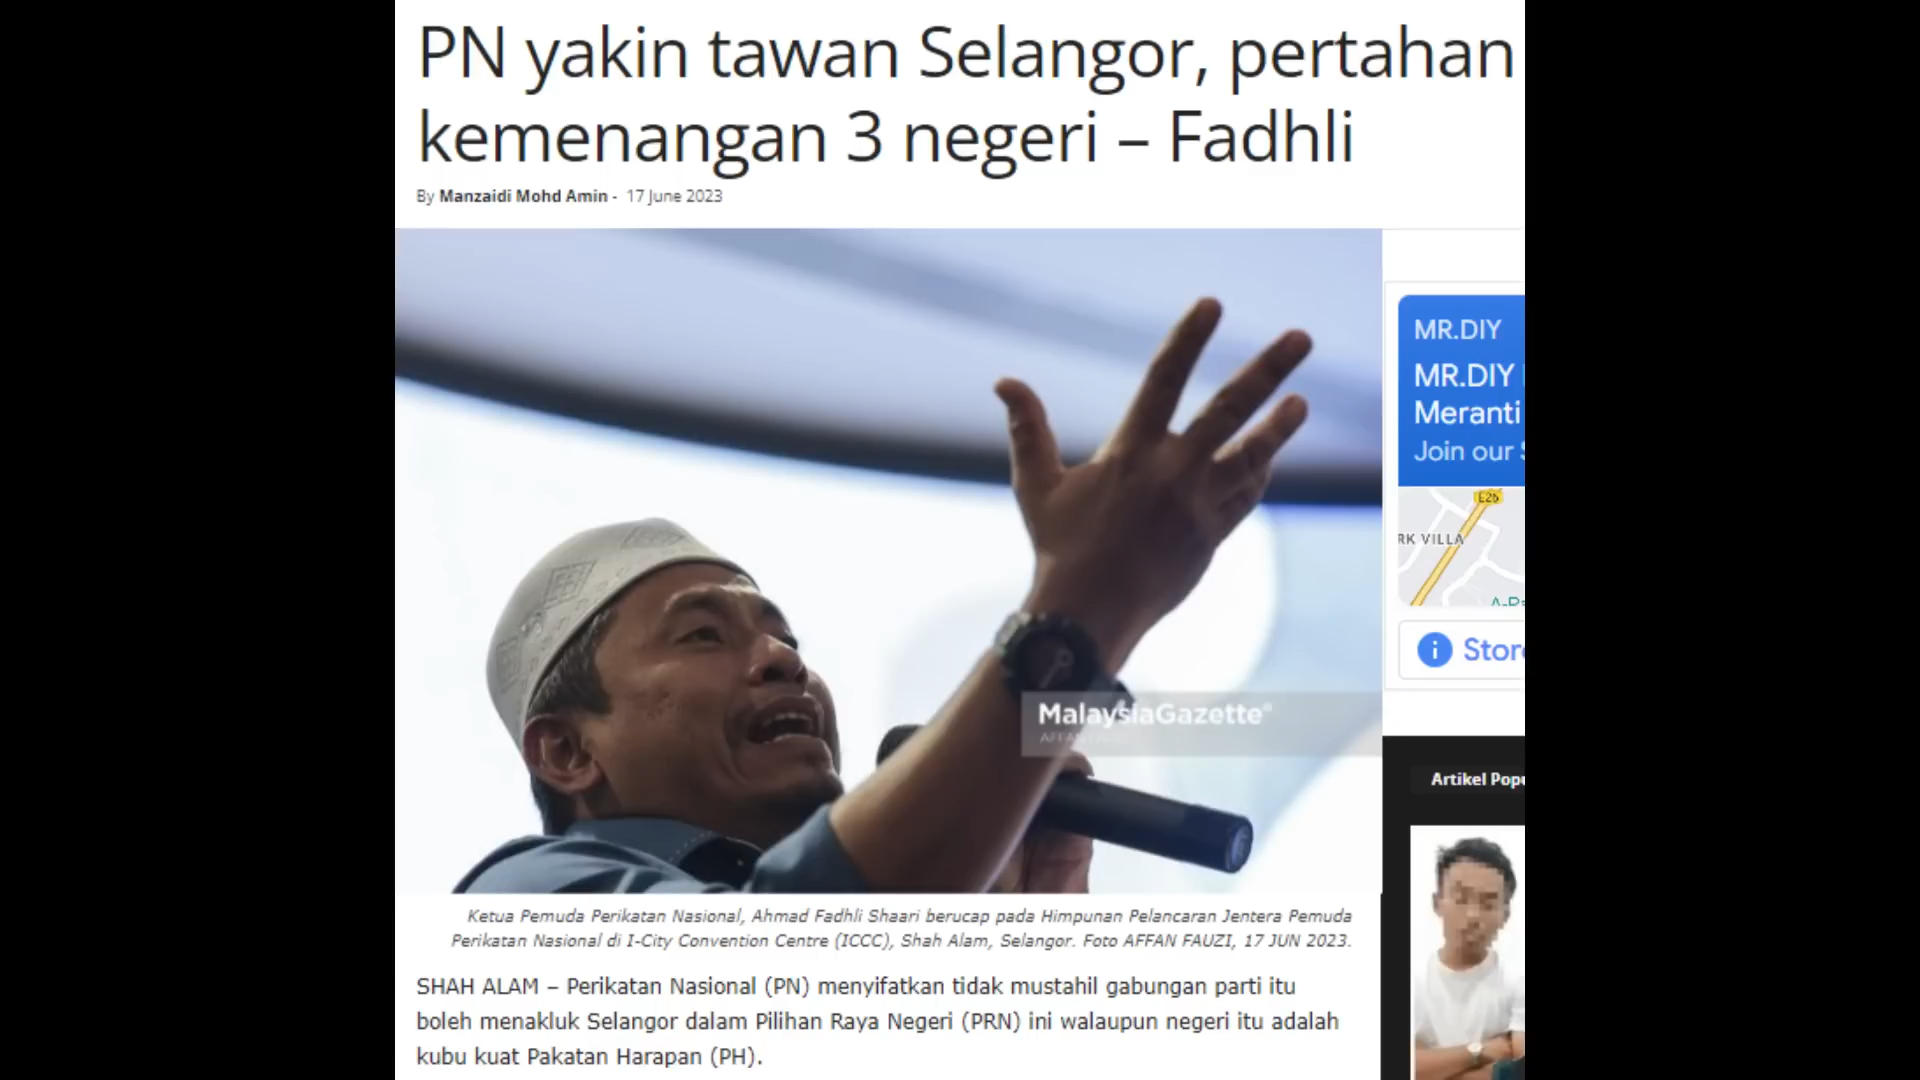 PN yakin tawan Selangor, pertahan
kemenangan 3 negeri – Fadhli
By Manzaidi Mohd Amin - 17 June 2023
MR.DIY
MR.DIY
Meranti
Join our
E26
RK VILLA
Store
MalaysiaGazette®
Artikel Popu
Ketua Pemuda Perikatan Nasional, Ahmad Fadhli Shaari berucap pada Himpunan Pelancaran Jentera Pemuda
Perikatan Nasional di I-City Convention Centre (ICCC), Shah Alam, Selangor. Foto AFFAN FAUZI, 17 JUN 2023.
SHAH ALAM – Perikatan Nasional (PN) menyifatkan tidak mustahil gabungan parti itu
boleh menakluk Selangor dalam Pilihan Raya Negeri (PRN) ini walaupun negeri itu adalah
kubu kuat Pakatan Harapan (PH).